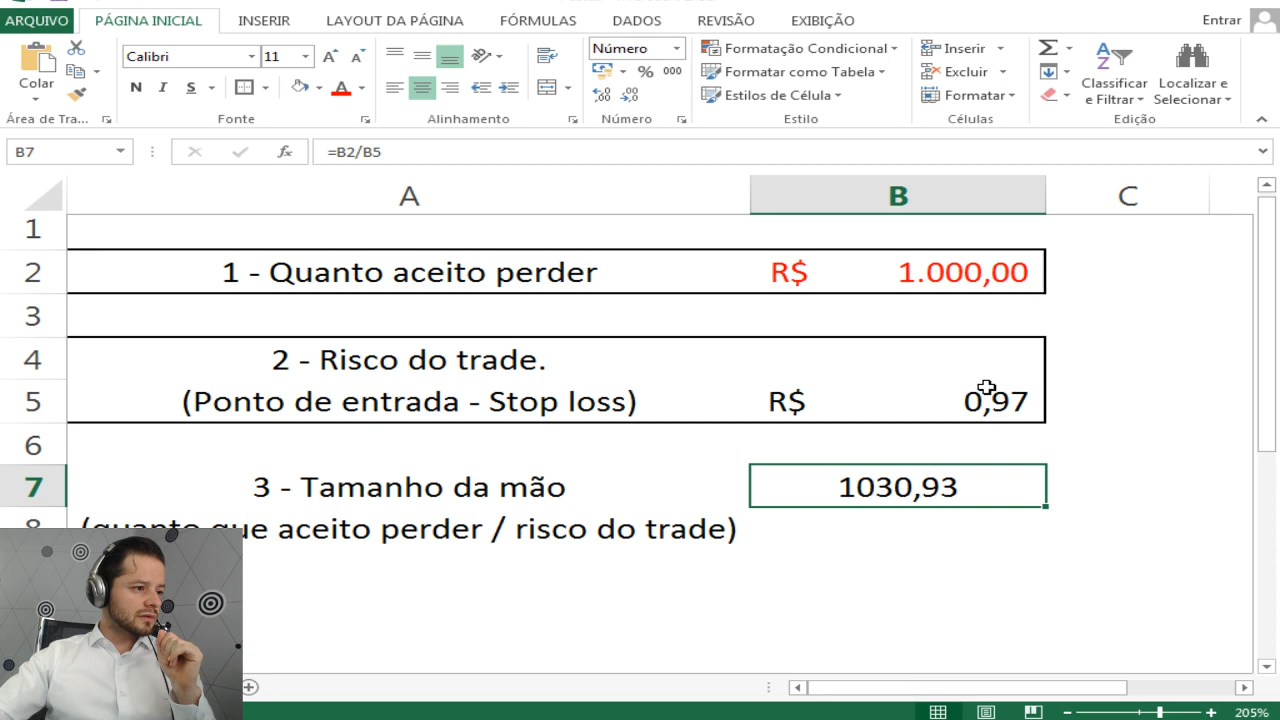 ARQUIVO PÁGINA INICIAL INSERIR LAYOUT DA PÁGINA FÓRMULAS DADOS REVISÃO EXIBIÇÃO Entrar
Colar
Calibri 11
N I S A
Número
% 000
Formatação Condicional
Formatar como Tabela
Estilos de Célula
Inserir
Excluir
Formatar
Classificar
e Filtrar
Localizar e
Selecionar
Área de Tra... Fonte Alinhamento Número Estilo Células Edição
B7 fx =B2/B5
A B C
1
2 1 - Quanto aceito perder R$ 1.000,00
3
4 2 - Risco do trade.
5 (Ponto de entrada - Stop loss) R$ 0,97
6
7 3 - Tamanho da mão 1030,93
8 (quanto que aceito perder / risco do trade)
205%